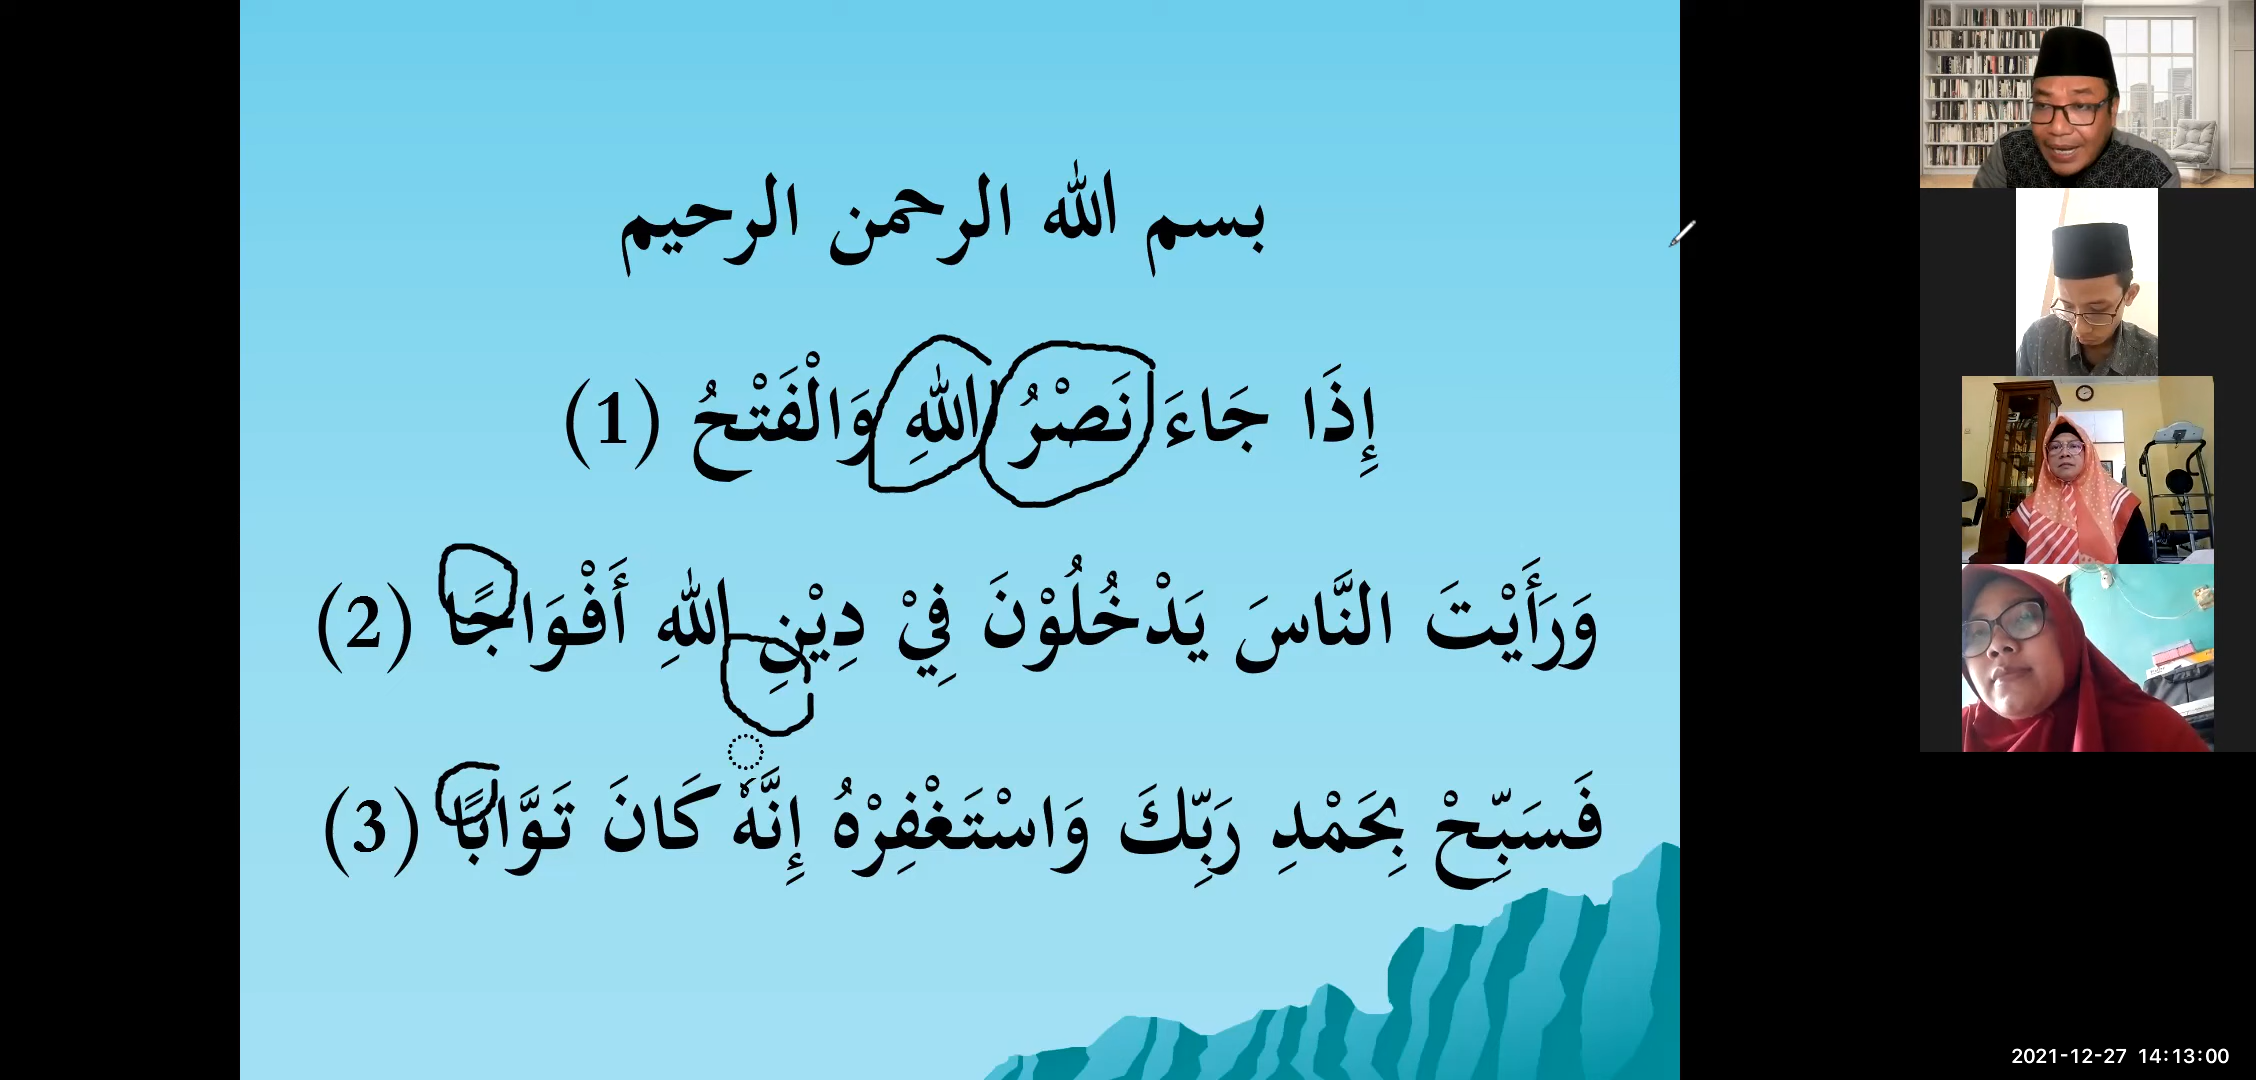 بسم الله الرحمن الرحيم
إِذَا جَاءَ نَصْرُ اللهِ وَالْفَتْحُ (1)
وَرَأَيْتَ النَّاسَ يَدْخُلُوْنَ فِيْ دِيْنِ اللهِ أَفْوَاجًا (2)
فَسَبِّحْ بِحَمْدِ رَبِّكَ وَاسْتَغْفِرْهُ إِنَّهٗ كَانَ تَوَّابًا (3)
2021-12-27 14:13:00